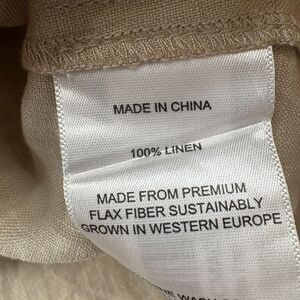 MADE IN CHINA
100% LINEN
MADE FROM PREMIUM
FLAX FIBER SUSTAINABLY
GROWN IN WESTERN EUROPE